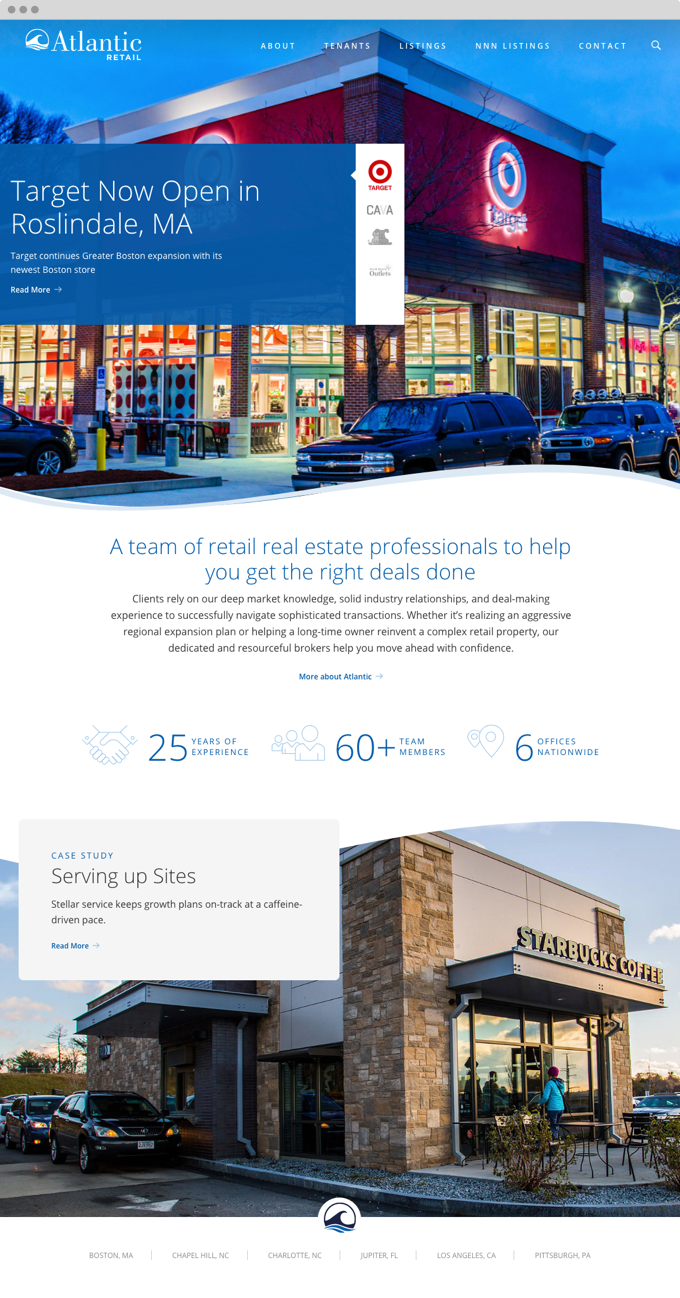 Atlantic
RETAIL
ABOUT TENANTS LISTINGS NNN LISTINGS CONTACT
Target Now Open in
Roslindale, MA
Target continues Greater Boston expansion with its
newest Boston store
Read More →
TARGET
CAVA
Outlets
target
A team of retail real estate professionals to help
you get the right deals done
Clients rely on our deep market knowledge, solid industry relationships, and deal-making
experience to successfully navigate sophisticated transactions. Whether it’s realizing an aggressive
regional expansion plan or helping a long-time owner reinvent a complex retail property, our
dedicated and resourceful brokers help you move ahead with confidence.
More about Atlantic →
25 YEARS OF
EXPERIENCE
60+ TEAM
MEMBERS
6 OFFICES
NATIONWIDE
CASE STUDY
Serving up Sites
Stellar service keeps growth plans on-track at a caffeine-
driven pace.
Read More →
STARBUCKS COFFEE
BOSTON, MA CHAPEL HILL, NC CHARLOTTE, NC JUPITER, FL LOS ANGELES, CA PITTSBURGH, PA